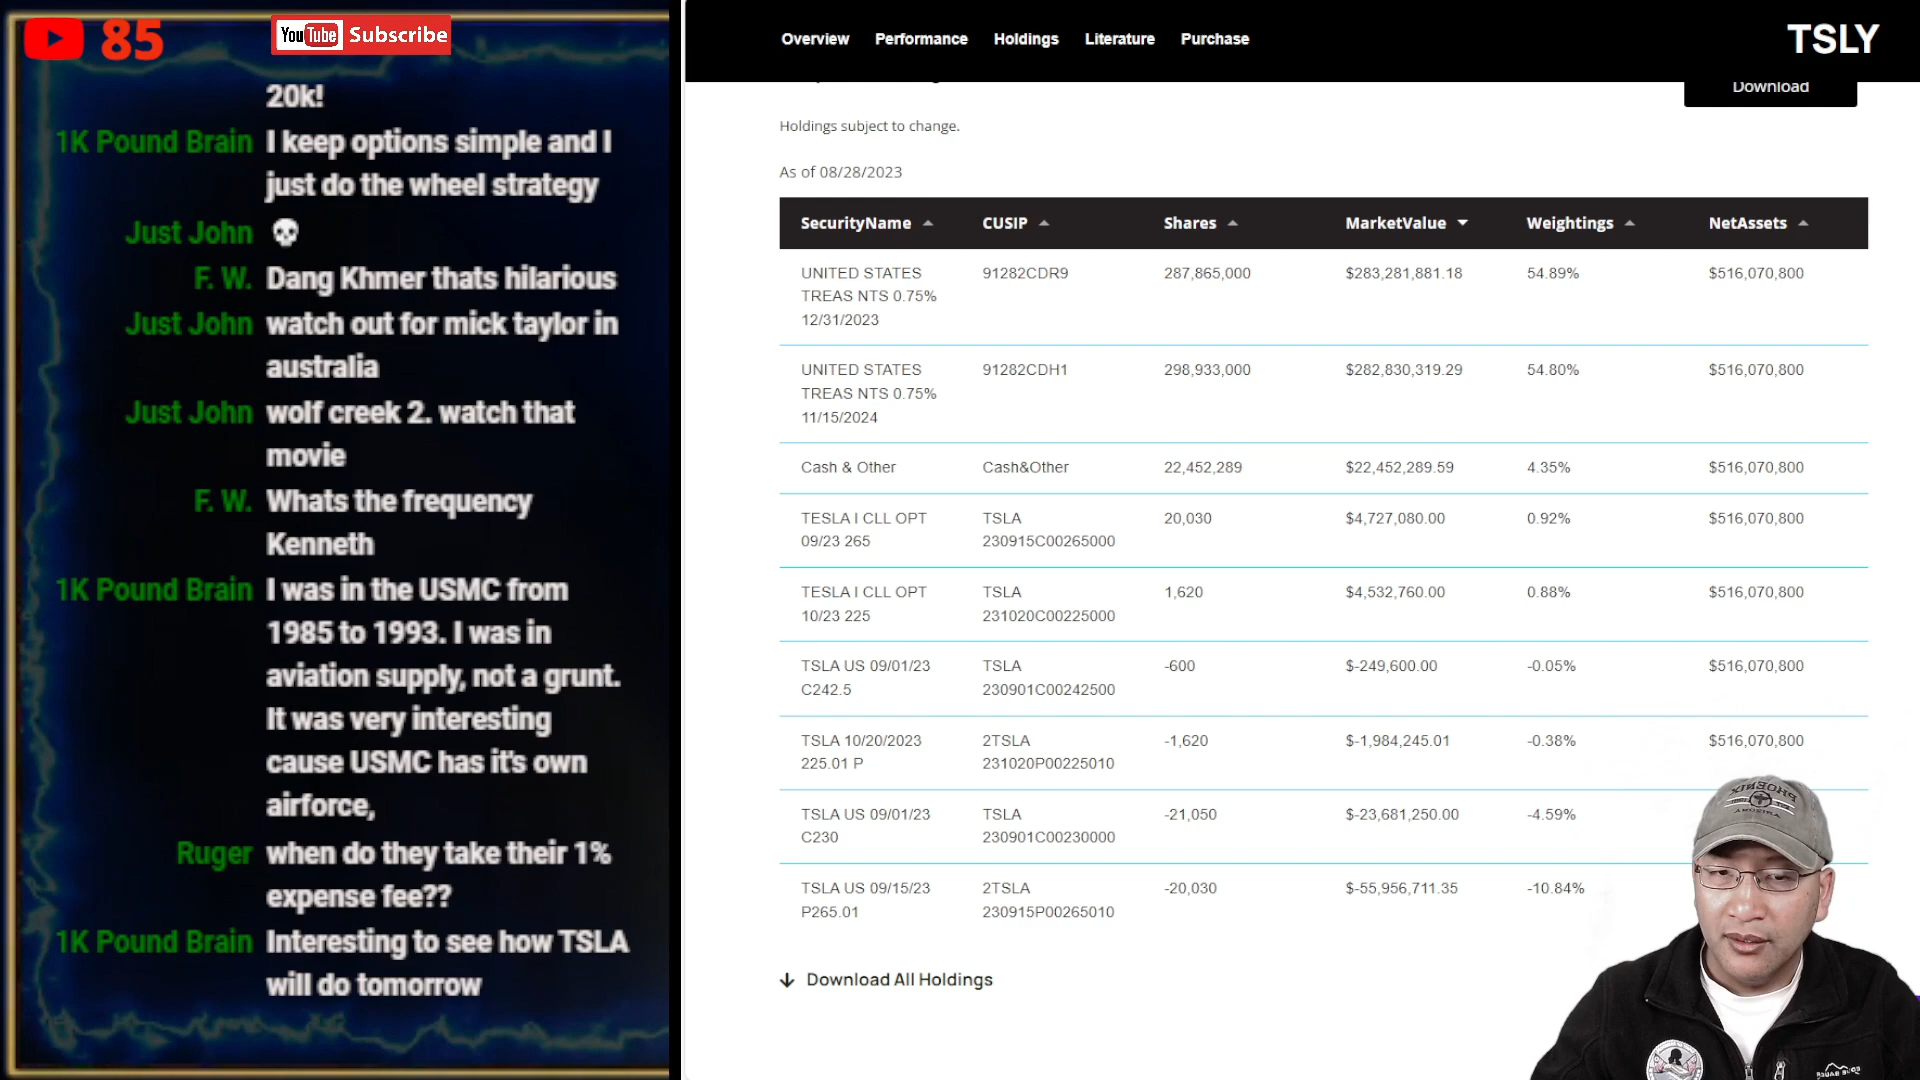 85
YouTube Subscribe
20k!
1K Pound Brain I keep options simple and I
just do the wheel strategy
Just John 💀
F. W. Dang Khmer thats hilarious
Just John watch out for mick taylor in
australia
Just John wolf creek 2. watch that
movie
F. W. Whats the frequency
Kenneth
1K Pound Brain I was in the USMC from
1985 to 1993. I was in
aviation supply, not a grunt.
It was very interesting
cause USMC has it's own
airforce,
Ruger when do they take their 1%
expense fee??
1K Pound Brain Interesting to see how TSLA
will do tomorrow
Overview Performance Holdings Literature Purchase TSLY
Download
Holdings subject to change.
As of 08/28/2023
SecurityName CUSIP Shares MarketValue Weightings NetAssets
UNITED STATES 91282CDR9 287,865,000 $283,281,881.18 54.89% $516,070,800
TREAS NTS 0.75%
12/31/2023
UNITED STATES 91282CDH1 298,933,000 $282,830,319.29 54.80% $516,070,800
TREAS NTS 0.75%
11/15/2024
Cash & Other Cash&Other 22,452,289 $22,452,289.59 4.35% $516,070,800
TESLA I CLL OPT TSLA 20,030 $4,727,080.00 0.92% $516,070,800
09/23 265 230915C00265000
TESLA I CLL OPT TSLA 1,620 $4,532,760.00 0.88% $516,070,800
10/23 225 231020C00225000
TSLA US 09/01/23 TSLA -600 $-249,600.00 -0.05% $516,070,800
C242.5 230901C00242500
TSLA 10/20/2023 2TSLA -1,620 $-1,984,245.01 -0.38% $516,070,800
225.01 P 231020P00225010
TSLA US 09/01/23 TSLA -21,050 $-23,681,250.00 -4.59%
C230 230901C00230000
TSLA US 09/15/23 2TSLA -20,030 $-55,956,711.35 -10.84%
P265.01 230915P00265010
Download All Holdings
PHOENIX
ARIZONA